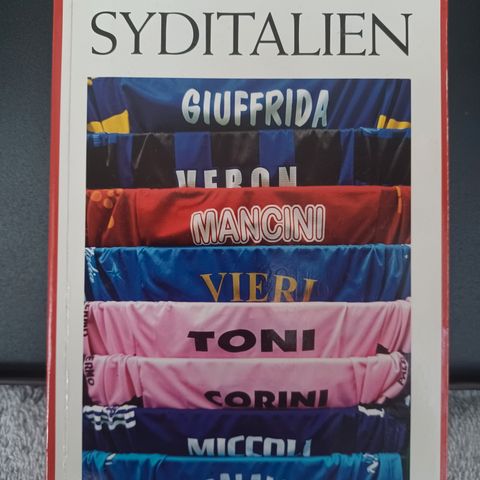 SYDITALIEN
GIUFFRIDA
VERON
MANCINI
VIERI
TONI
CORINI
MICCOLI